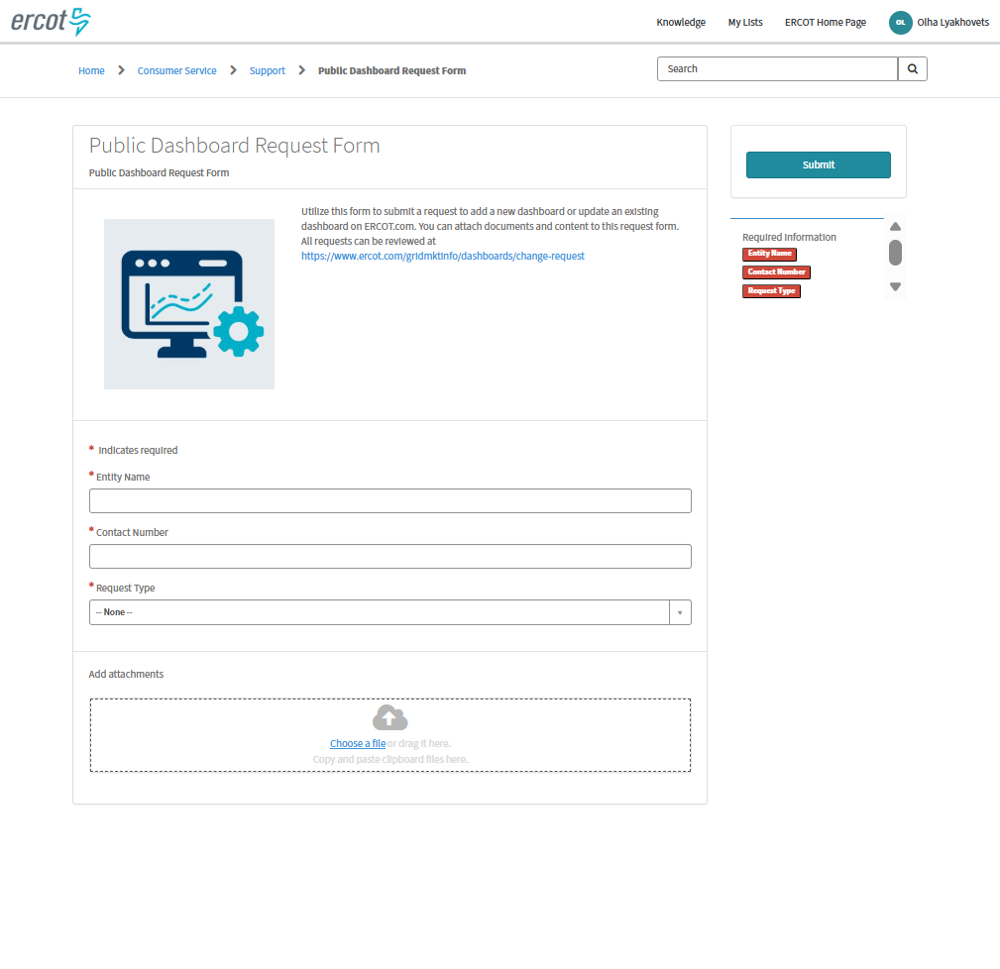 ercot
Knowledge My Lists ERCOT Home Page OL Olha Lyakhovets
Home Consumer Service Support Public Dashboard Request Form
Search
Public Dashboard Request Form
Public Dashboard Request Form
Submit
Utilize this form to submit a request to add a new dashboard or update an existing
dashboard on ERCOT.com. You can attach documents and content to this request form.
All requests can be reviewed at
https://www.ercot.com/gridmktinfo/dashboards/change-request
Required Information
Entity Name
Contact Number
Request Type
* Indicates required
* Entity Name
* Contact Number
* Request Type
-- None --
Add attachments
Choose a file or drag it here.
Copy and paste clipboard files here.